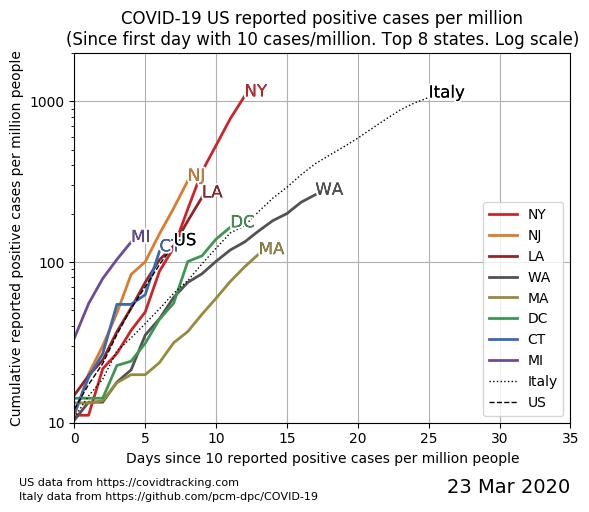 COVID-19 US reported positive cases per million
(Since first day with 10 cases/million. Top 8 states. Log scale)
Cumulative reported positive cases per million people
1000
100
10
NY
Italy
NJ
LA
WA
DC
MI
CT
US
MA
NY
NJ
LA
WA
MA
DC
CT
MI
Italy
US
0 5 10 15 20 25 30 35
Days since 10 reported positive cases per million people
US data from https://covidtracking.com
Italy data from https://github.com/pcm-dpc/COVID-19
23 Mar 2020